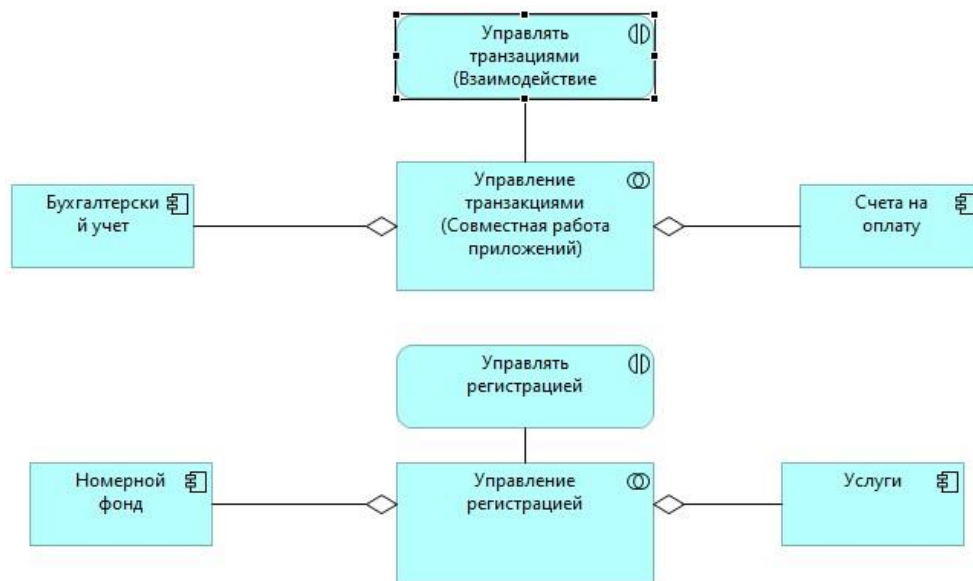 Управлять
транзациями
(Взаимодействие
Бухгалтерски
й учет
Управление
транзакциями
(Совместная работа
приложений)
Счета на
оплату
Управлять
регистрацией
Номерной
фонд
Управление
регистрацией
Услуги